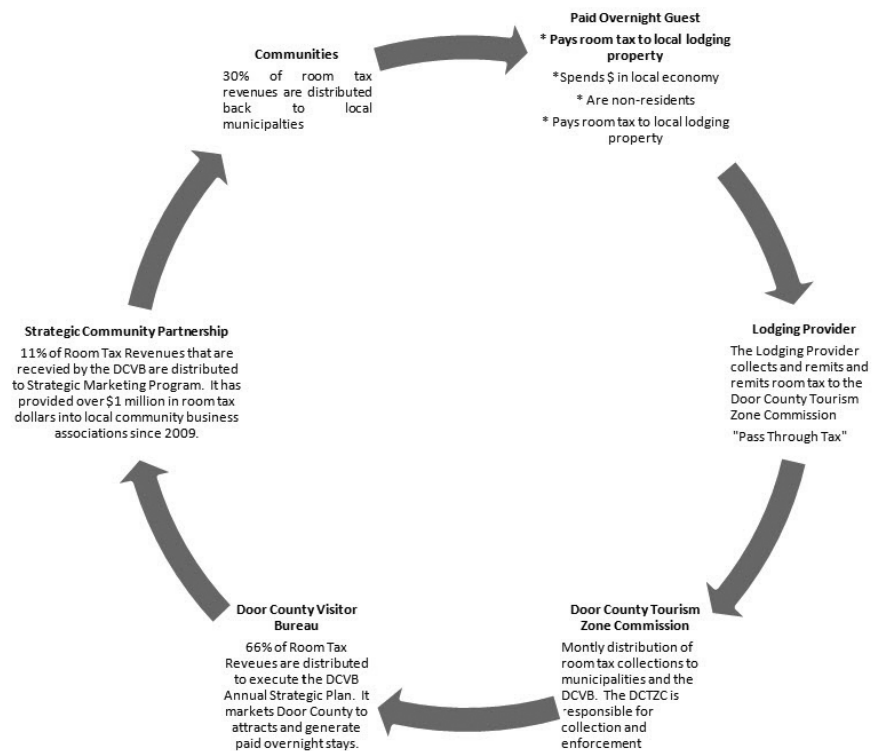 Paid Overnight Guest
* Pays room tax to local lodging
property
*Spends $ in local economy
* Are non-residents
* Pays room tax to local lodging
property
Lodging Provider
The Lodging Provider
collects and remits and
remits room tax to the
Door County Tourism
Zone Commission
"Pass Through Tax"
Door County Tourism
Zone Commission
Montly distribution of
room tax collections to
municipalities and the
DCVB. The DCTZC is
responsible for
collection and
enforcement
Door County Visitor
Bureau
66% of Room Tax
Reveues are distributed
to execute the DCVB
Annual Strategic Plan. It
markets Door County to
attracts and generate
paid overnight stays.
Strategic Community Partnership
11% of Room Tax Revenues that are
recevied by the DCVB are distributed
to Strategic Marketing Program. It has
provided over $1 million in room tax
dollars into local community business
associations since 2009.
Communities
30% of room tax
revenues are distributed
back to local
municipalties